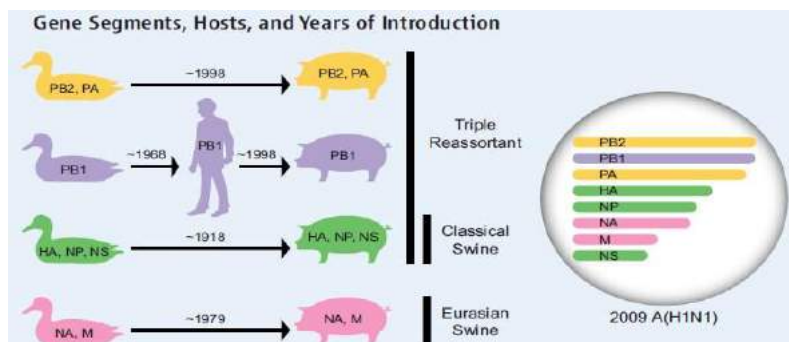 Gene Segments, Hosts, and Years of Introduction
PB2, PA
~1998
PB2, PA
PB1
~1968
PB1
~1998
PB1
HA, NP, NS
~1918
HA, NP, NS
NA, M
~1979
NA, M
Triple
Reassortant
Classical
Swine
Eurasian
Swine
PB2
PB1
PA
HA
NP
NA
M
NS
2009 A(H1N1)